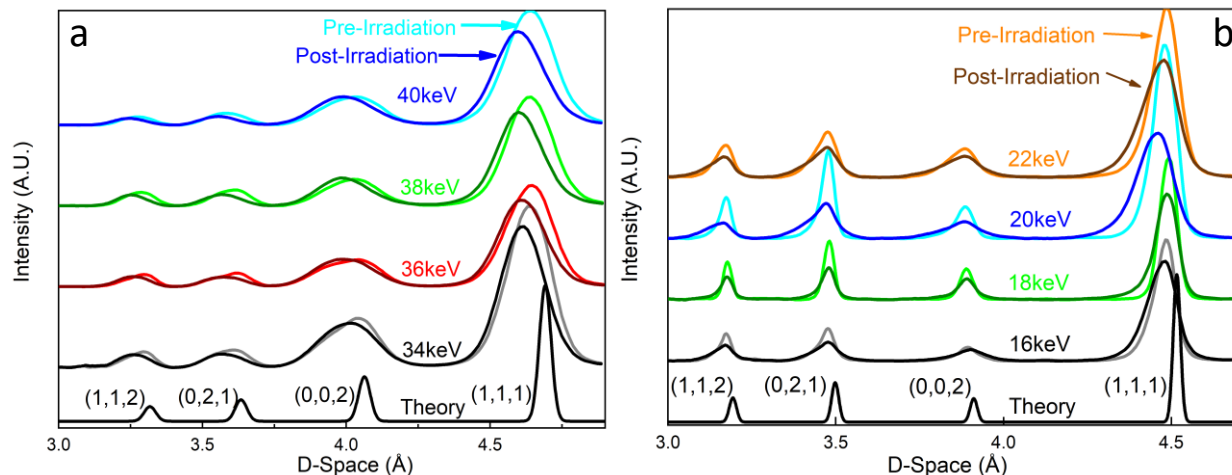 a
Pre-Irradiation
Post-Irradiation
40keV
38keV
36keV
34keV
(1,1,2)
(0,2,1)
(0,0,2)
(1,1,1)
Theory
3.0
3.5
4.0
4.5
D-Space (Å)
Intensity (A.U.)
b
Pre-Irradiation
Post-Irradiation
22keV
20keV
18keV
16keV
(1,1,2)
(0,2,1)
(0,0,2)
(1,1,1)
Theory
3.0
3.5
4.0
4.5
D-Space (Å)
Intensity (A.U.)